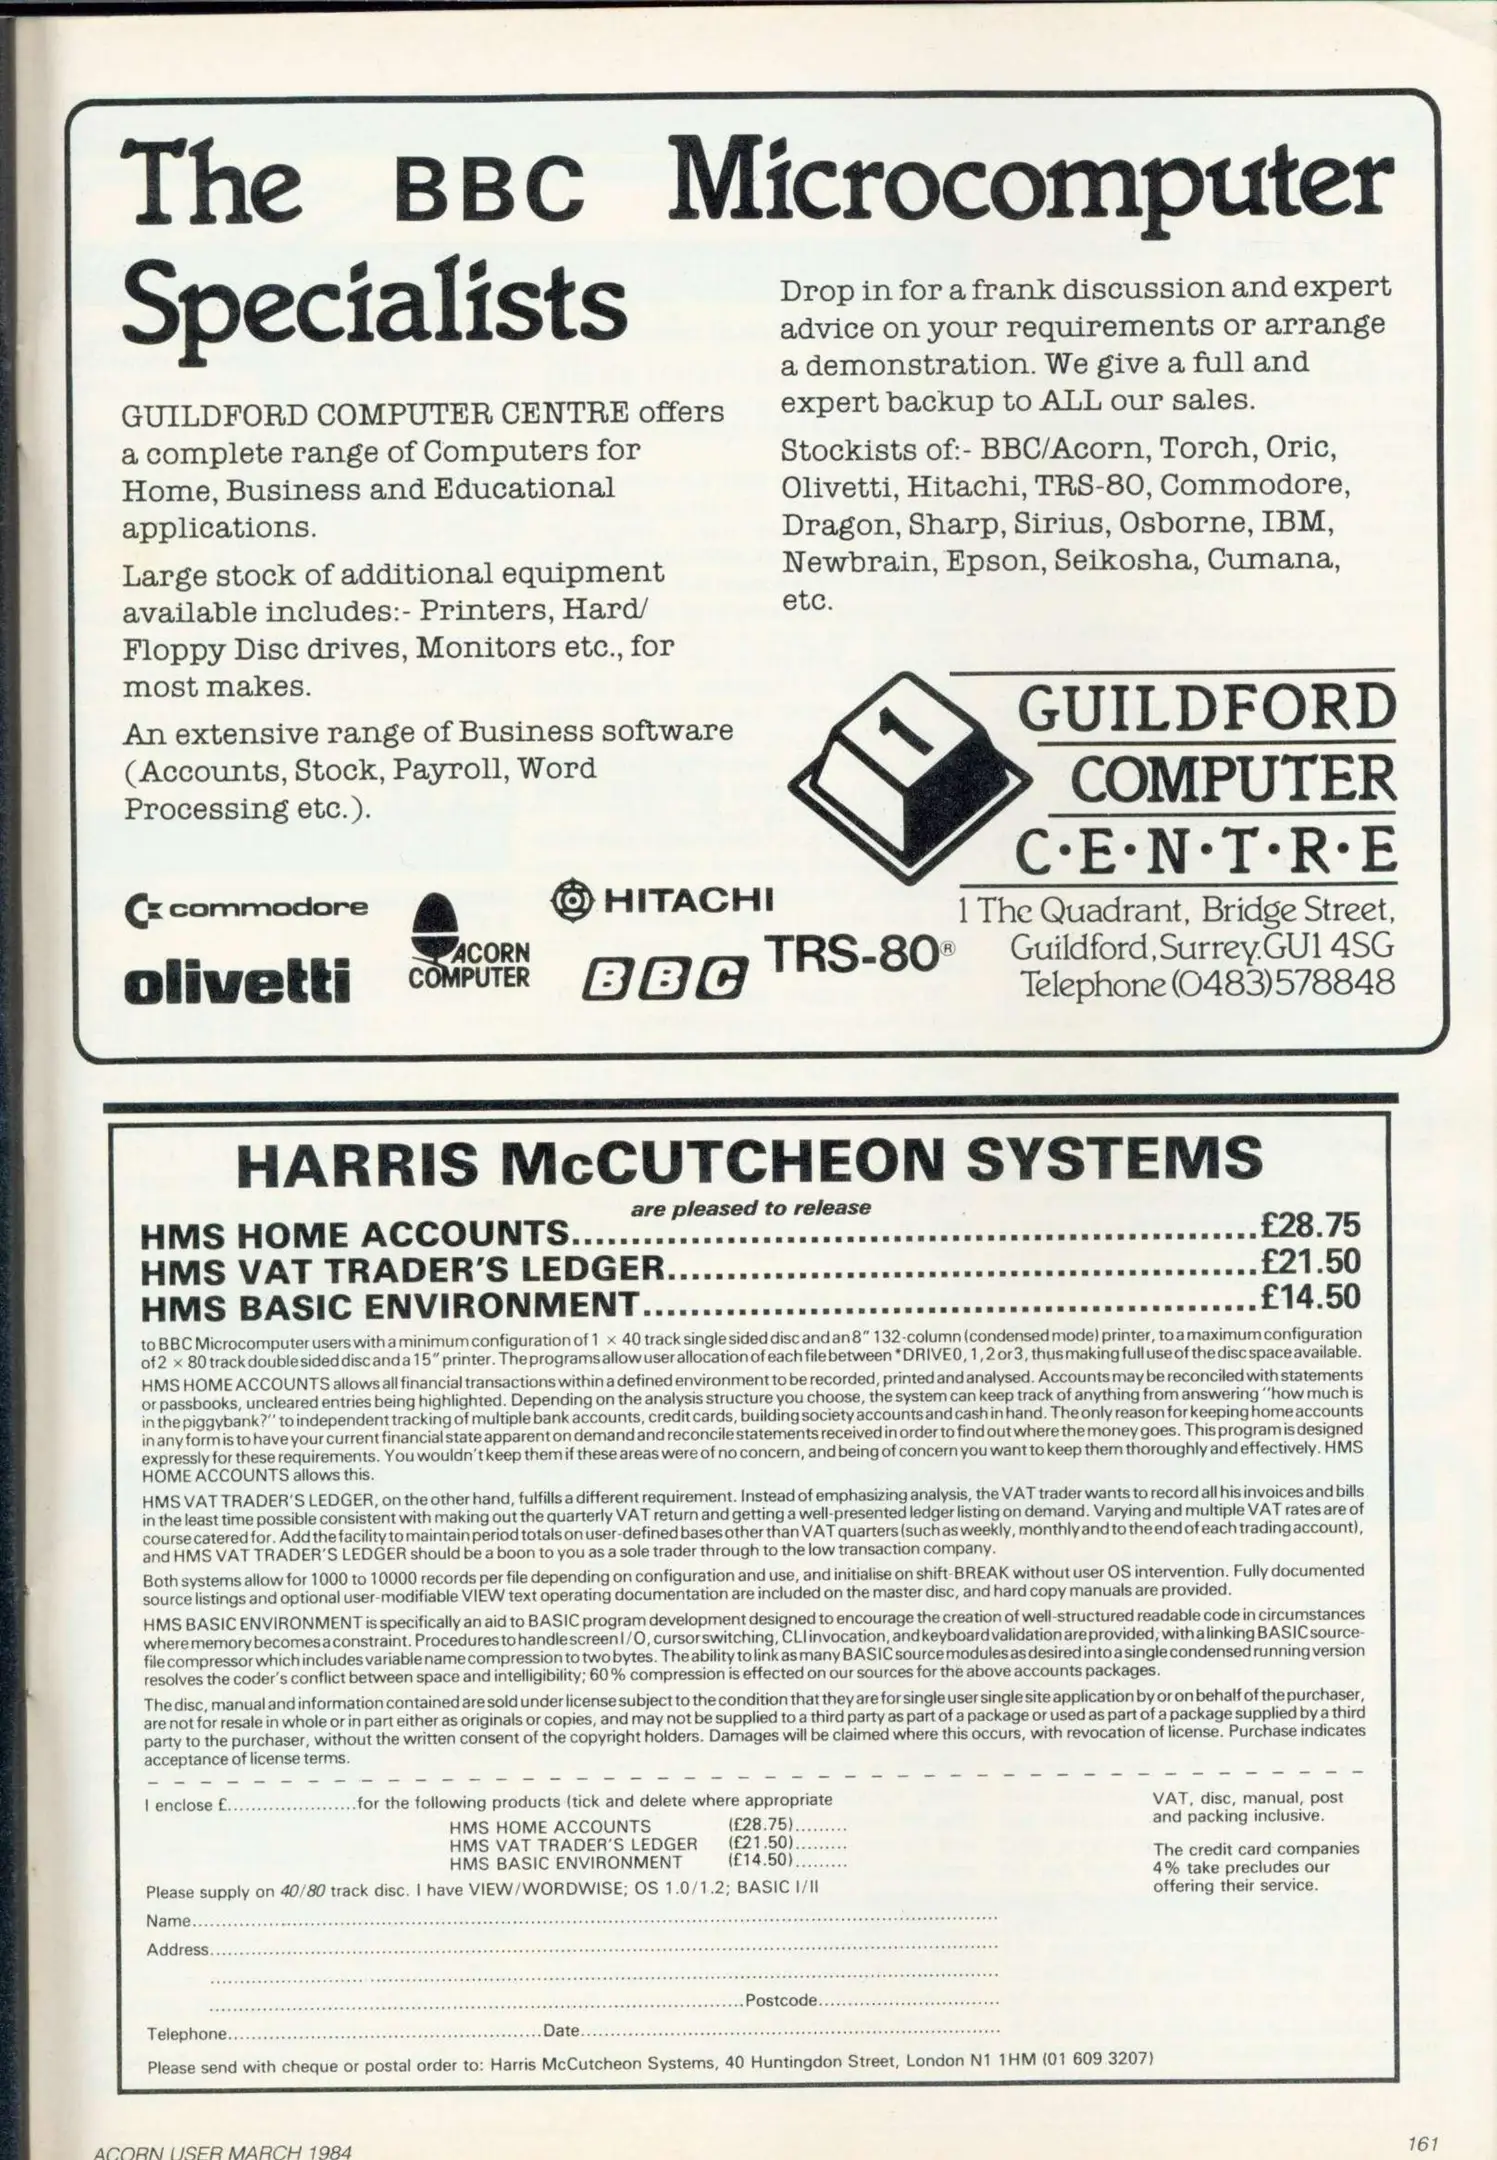 The BBC Microcomputer
Specialists
GUILDFORD COMPUTER CENTRE offers
a complete range of Computers for
Home, Business and Educational
applications.
Large stock of additional equipment
available includes:- Printers, Hard/
Floppy Disc drives, Monitors etc., for
most makes.
An extensive range of Business software
(Accounts, Stock, Payroll, Word
Processing etc.).
Drop in for a frank discussion and expert
advice on your requirements or arrange
a demonstration. We give a full and
expert backup to ALL our sales.
Stockists of:- BBC/Acorn, Torch, Oric,
Olivetti, Hitachi, TRS-80, Commodore,
Dragon, Sharp, Sirius, Osborne, IBM,
Newbrain, Epson, Seikosha, Cumana,
etc.
1
GUILDFORD
COMPUTER
C·E·N·T·R·E
1 The Quadrant, Bridge Street,
Guildford, Surrey. GU1 4SG
Telephone (0483) 578848
commodore
olivetti
ACORN
COMPUTER
HITACHI
BBC
TRS-80®
HARRIS McCUTCHEON SYSTEMS
are pleased to release
HMS HOME ACCOUNTS..........£28.75
HMS VAT TRADER'S LEDGER..........£21.50
HMS BASIC ENVIRONMENT..........£14.50
to BBC Microcomputer users with a minimum configuration of 1 × 40 track single sided disc and an 8" 132-column (condensed mode) printer, to a maximum configuration
of 2 × 80 track double sided disc and a 15" printer. The programs allow user allocation of each file between *DRIVE0, 1, 2 or 3, thus making full use of the disc space available.
HMS HOME ACCOUNTS allows all financial transactions within a defined environment to be recorded, printed and analysed. Accounts may be reconciled with statements
or passbooks, uncleared entries being highlighted. Depending on the analysis structure you choose, the system can keep track of anything from answering "how much is
in the piggybank?" to independent tracking of multiple bank accounts, credit cards, building society accounts and cash in hand. The only reason for keeping home accounts
in any form is to have your current financial state apparent on demand and reconcile statements received in order to find out where the money goes. This program is designed
expressly for these requirements. You wouldn't keep them if these areas were of no concern, and being of concern you want to keep them thoroughly and effectively. HMS
HOME ACCOUNTS allows this.
HMS VAT TRADER'S LEDGER, on the other hand, fulfills a different requirement. Instead of emphasizing analysis, the VAT trader wants to record all his invoices and bills
in the least time possible consistent with making out the quarterly VAT return and getting a well-presented ledger listing on demand. Varying and multiple VAT rates are of
course catered for. Add the facility to maintain period totals on user-defined bases other than VAT quarters (such as weekly, monthly and to the end of each trading account),
and HMS VAT TRADER'S LEDGER should be a boon to you as a sole trader through to the low transaction company.
Both systems allow for 1000 to 10000 records per file depending on configuration and use, and initialise on shift-BREAK without user OS intervention. Fully documented
source listings and optional user-modifiable VIEW text operating documentation are included on the master disc, and hard copy manuals are provided.
HMS BASIC ENVIRONMENT is specifically an aid to BASIC program development designed to encourage the creation of well-structured readable code in circumstances
where memory becomes a constraint. Procedures to handle screen I/O, cursor switching, CLI invocation, and keyboard validation are provided, with a linking BASIC source-
file compressor which includes variable name compression to two bytes. The ability to link as many BASIC source modules as desired into a single condensed running version
resolves the coder's conflict between space and intelligibility; 60% compression is effected on our sources for the above accounts packages.
The disc, manual and information contained are sold under license subject to the condition that they are for single user single site application by or on behalf of the purchaser,
are not for resale in whole or in part either as originals or copies, and may not be supplied to a third party as part of a package or used as part of a package supplied by a third
party to the purchaser, without the written consent of the copyright holders. Damages will be claimed where this occurs, with revocation of license. Purchase indicates
acceptance of license terms.
I enclose £..........for the following products (tick and delete where appropriate
HMS HOME ACCOUNTS (£28.75).........
HMS VAT TRADER'S LEDGER (£21.50).........
HMS BASIC ENVIRONMENT (£14.50).........
Please supply on 40/80 track disc. I have VIEW/WORDWISE; OS 1.0/1.2; BASIC I/II
VAT, disc, manual, post
and packing inclusive.
The credit card companies
4% take precludes our
offering their service.
Name..........
Address..........
..........Postcode..........
Telephone..........Date..........
Please send with cheque or postal order to: Harris McCutcheon Systems, 40 Huntingdon Street, London N1 1HM (01 609 3207)
ACORN USER MARCH 1984
161